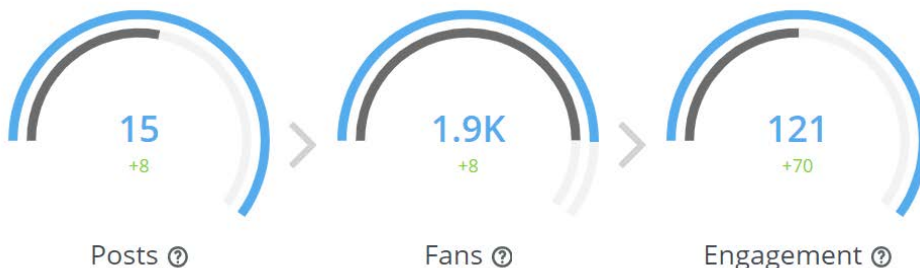 15
+8
Posts ?
1.9K
+8
Fans ?
121
+70
Engagement ?